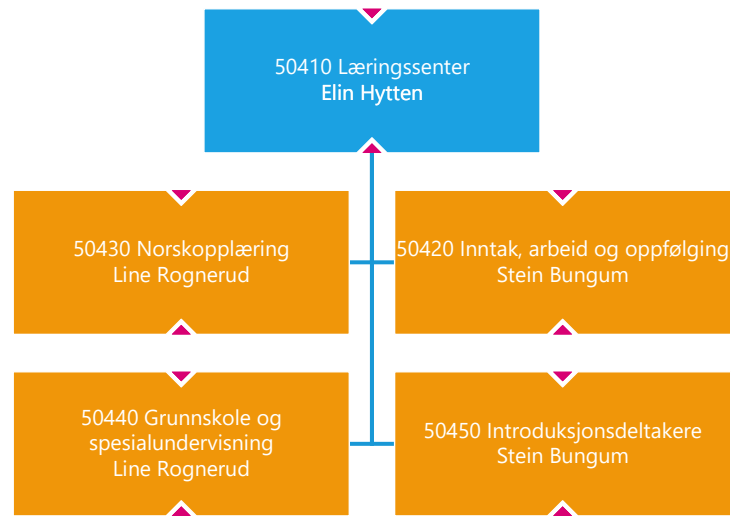 50410 Læringssenter
Elin Hytten
50430 Norskopplæring
Line Rognerud
50420 Inntak, arbeid og oppfølging
Stein Bungum
50440 Grunnskole og
spesialundervisning
Line Rognerud
50450 Introduksjonsdeltakere
Stein Bungum